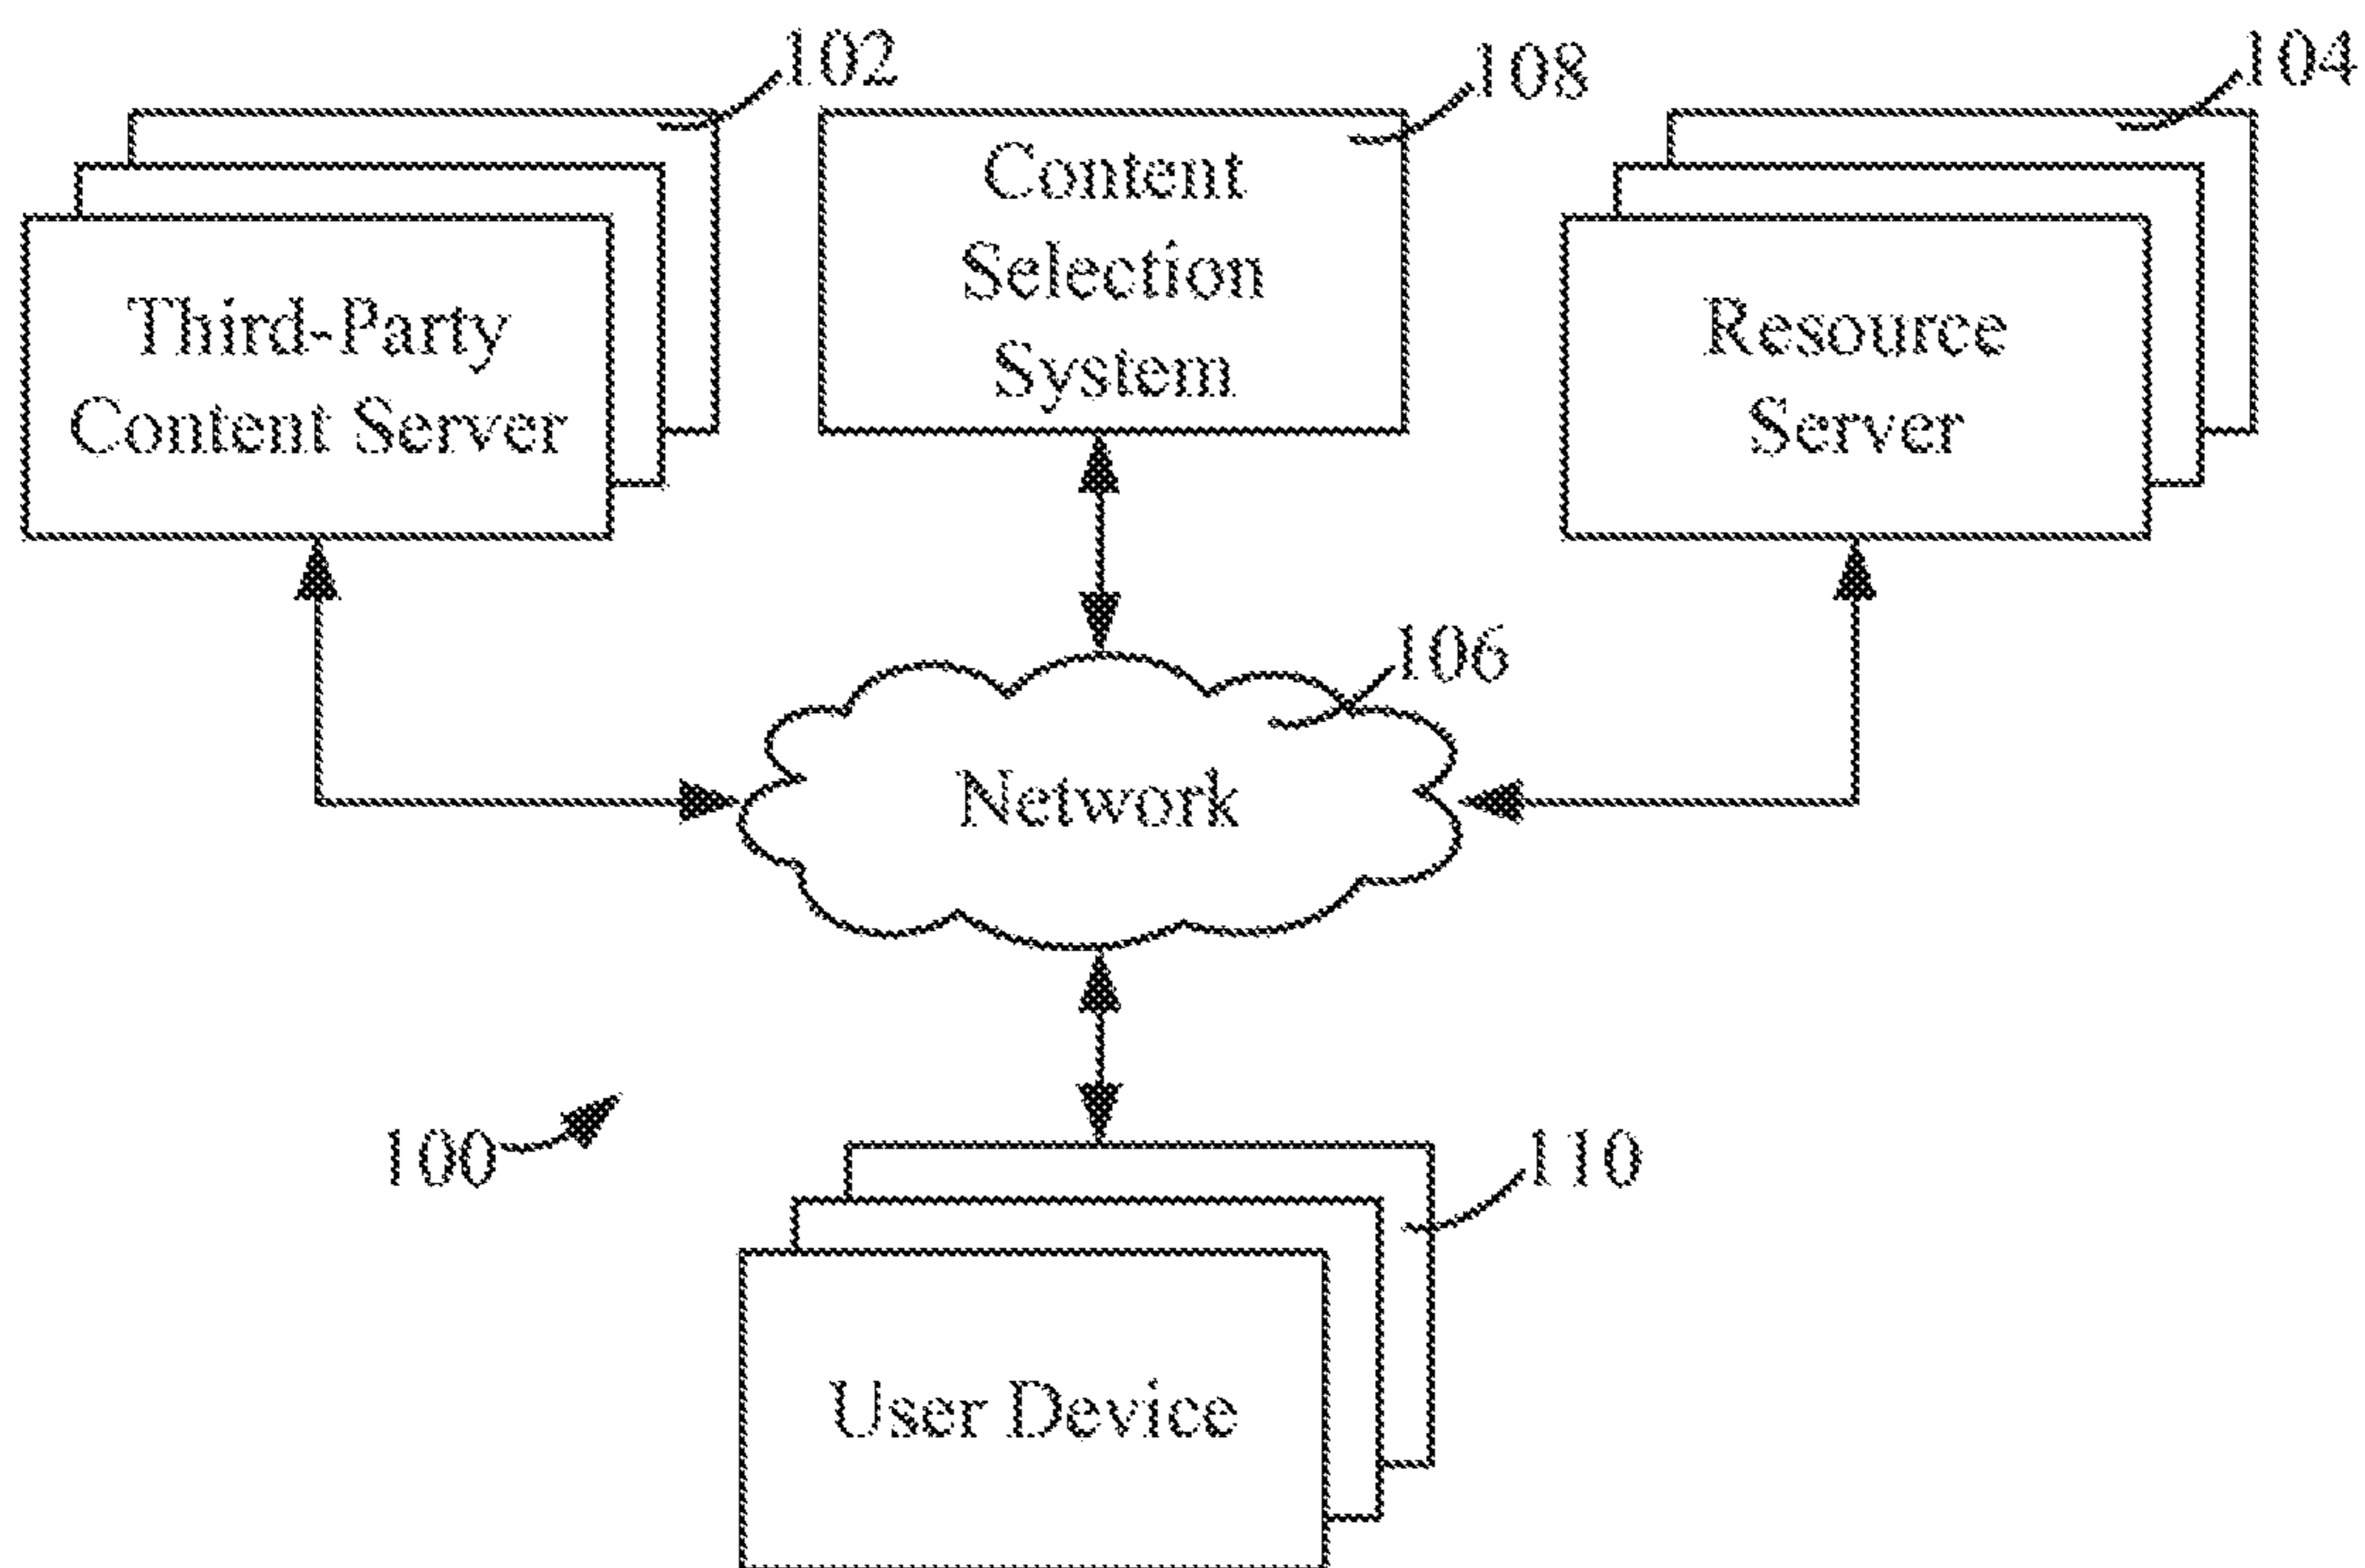 102
108
104
Content
Selection
System
Third-Party
Content Server
Resource
Server
106
Network
100
110
User Device